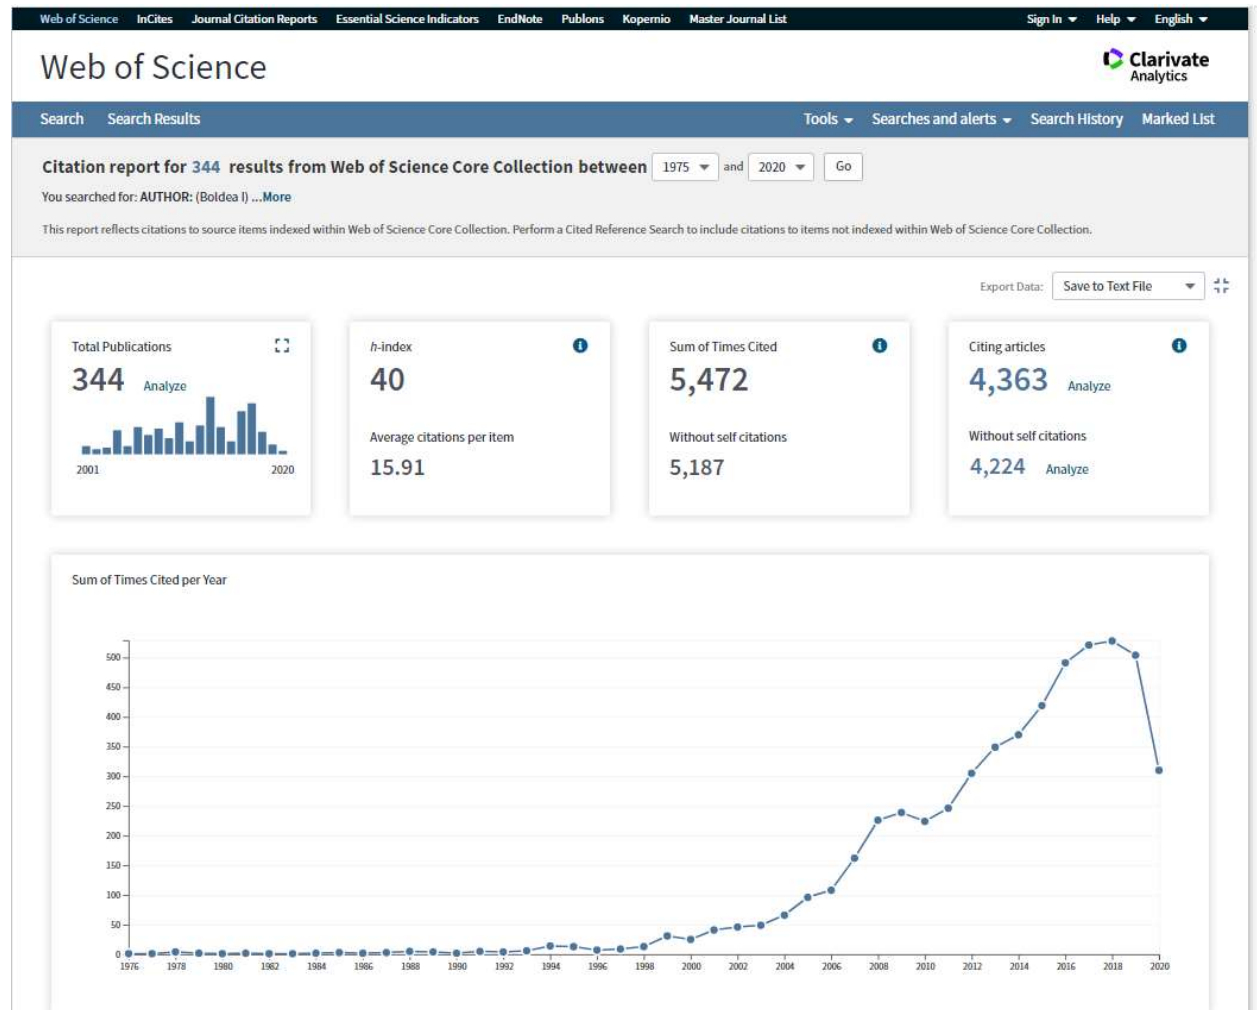 Web of Science InCites Journal Citation Reports Essential Science Indicators EndNote Publons Kopernio Master Journal List Sign In Help English
Web of Science
Clarivate
Analytics
Search Search Results Tools Searches and alerts Search History Marked List
Citation report for 344 results from Web of Science Core Collection between 1975 and 2020 Go
You searched for: AUTHOR: (Boldea I) ...More
This report reflects citations to source items indexed within Web of Science Core Collection. Perform a Cited Reference Search to include citations to items not indexed within Web of Science Core Collection.
Export Data: Save to Text File
Total Publications
344 Analyze
2001 2020
h-index
40
Average citations per item
15.91
Sum of Times Cited
5,472
Without self citations
5,187
Citing articles
4,363 Analyze
Without self citations
4,224 Analyze
Sum of Times Cited per Year
500
450
400
350
300
250
200
150
100
50
0
1976 1978 1980 1982 1984 1986 1988 1990 1992 1994 1996 1998 2000 2002 2004 2006 2008 2010 2012 2014 2016 2018 2020